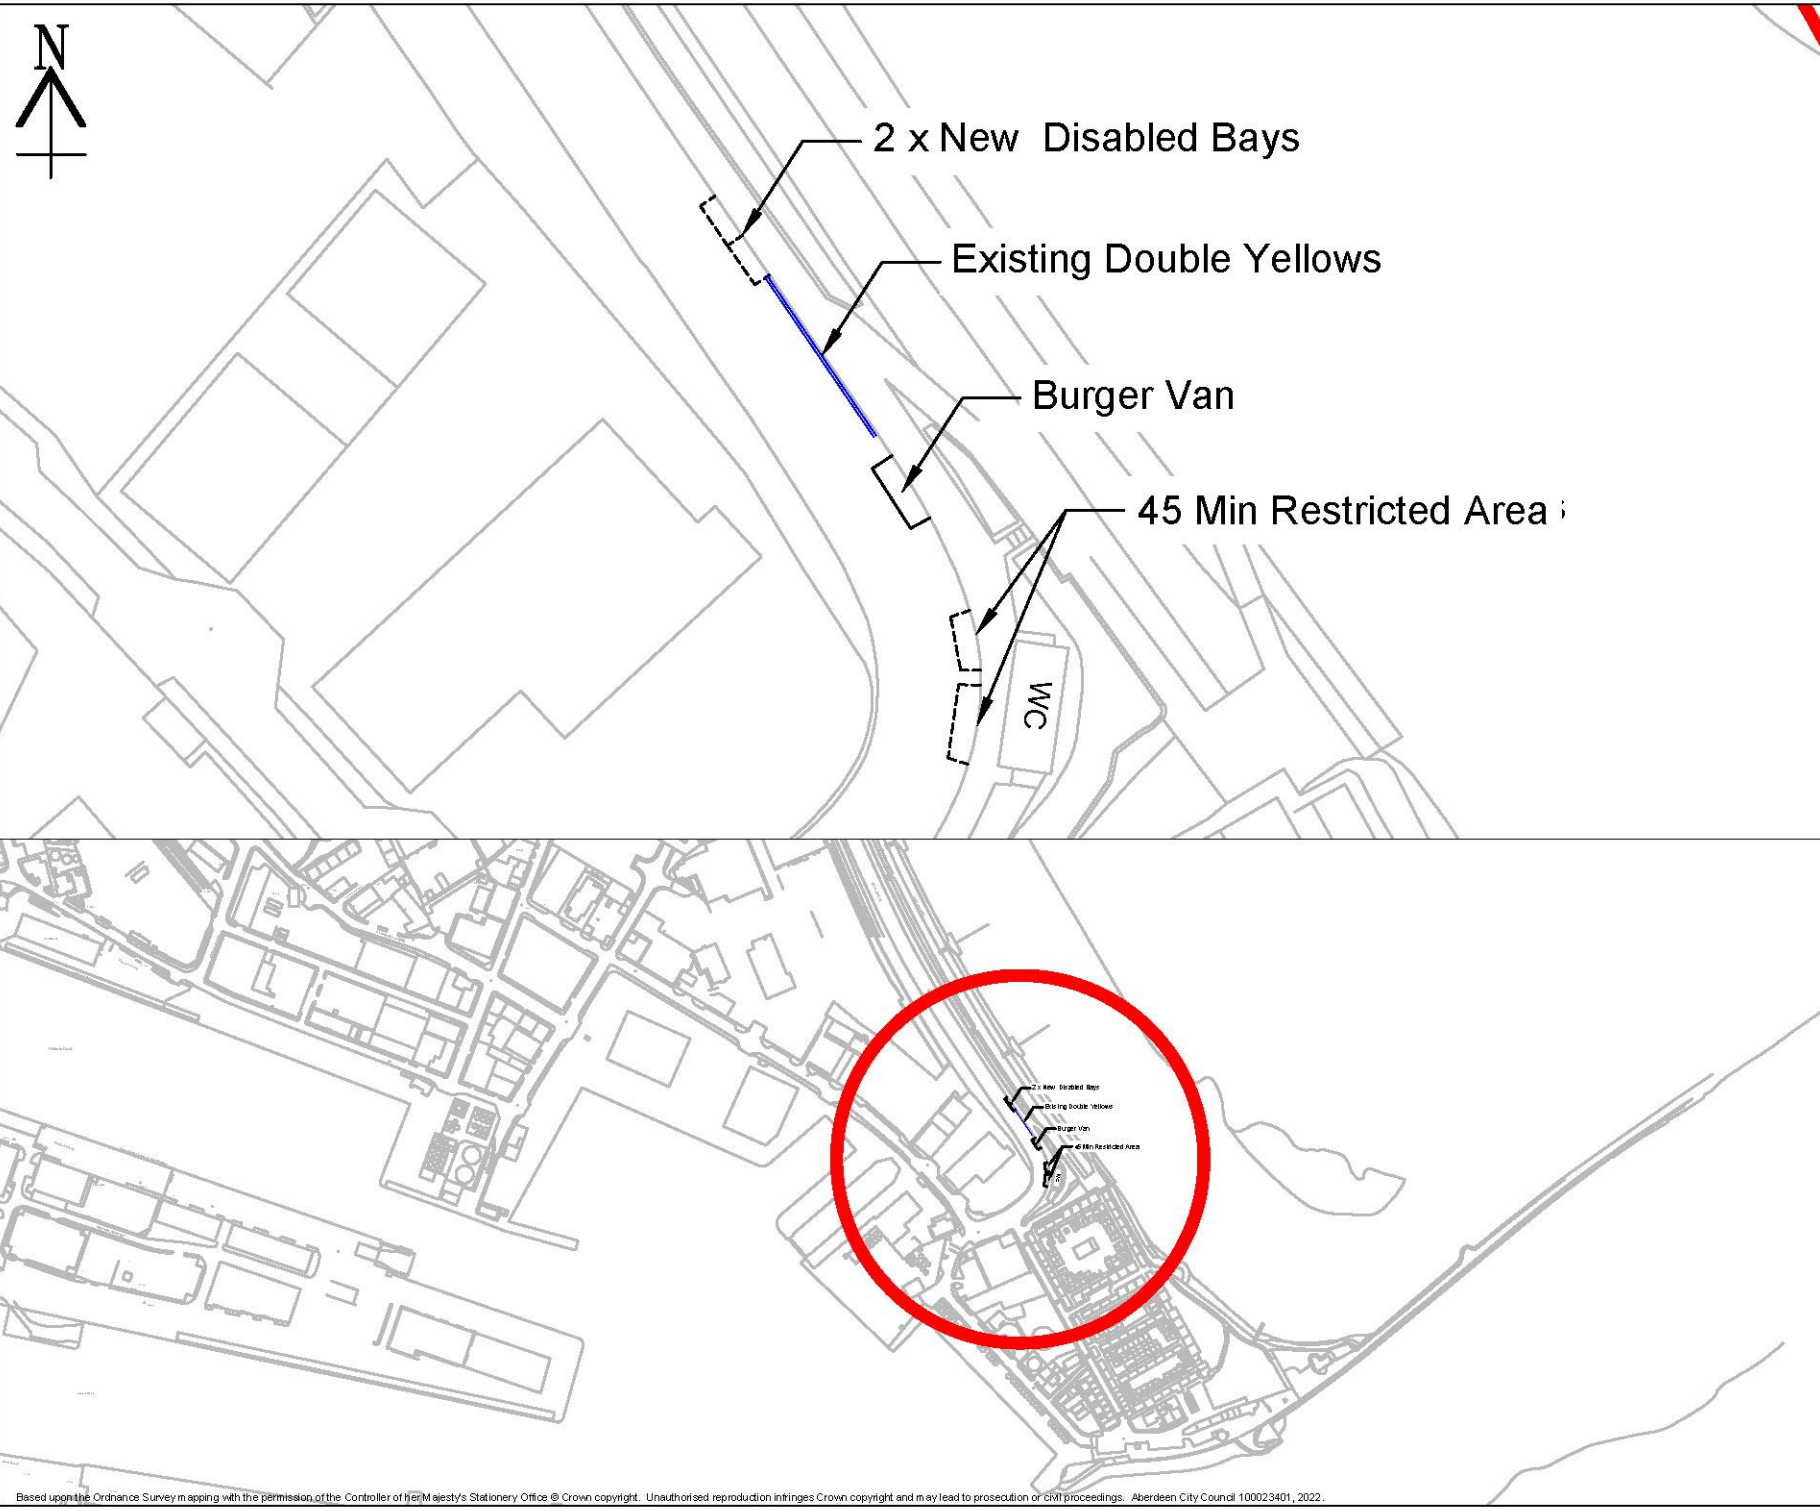 N
2 x New Disabled Bays
Existing Double Yellows
Burger Van
45 Min Restricted Area
WC
2 x New Disabled Bays
Existing Double Yellows
Burger Van
45 Min Restricted Area
Based upon the Ordnance Survey mapping with the permission of the Controller of her Majesty's Stationery Office © Crown copyright. Unauthorised reproduction infringes Crown copyright and may lead to prosecution or civil proceedings. Aberdeen City Council 100023401, 2022.